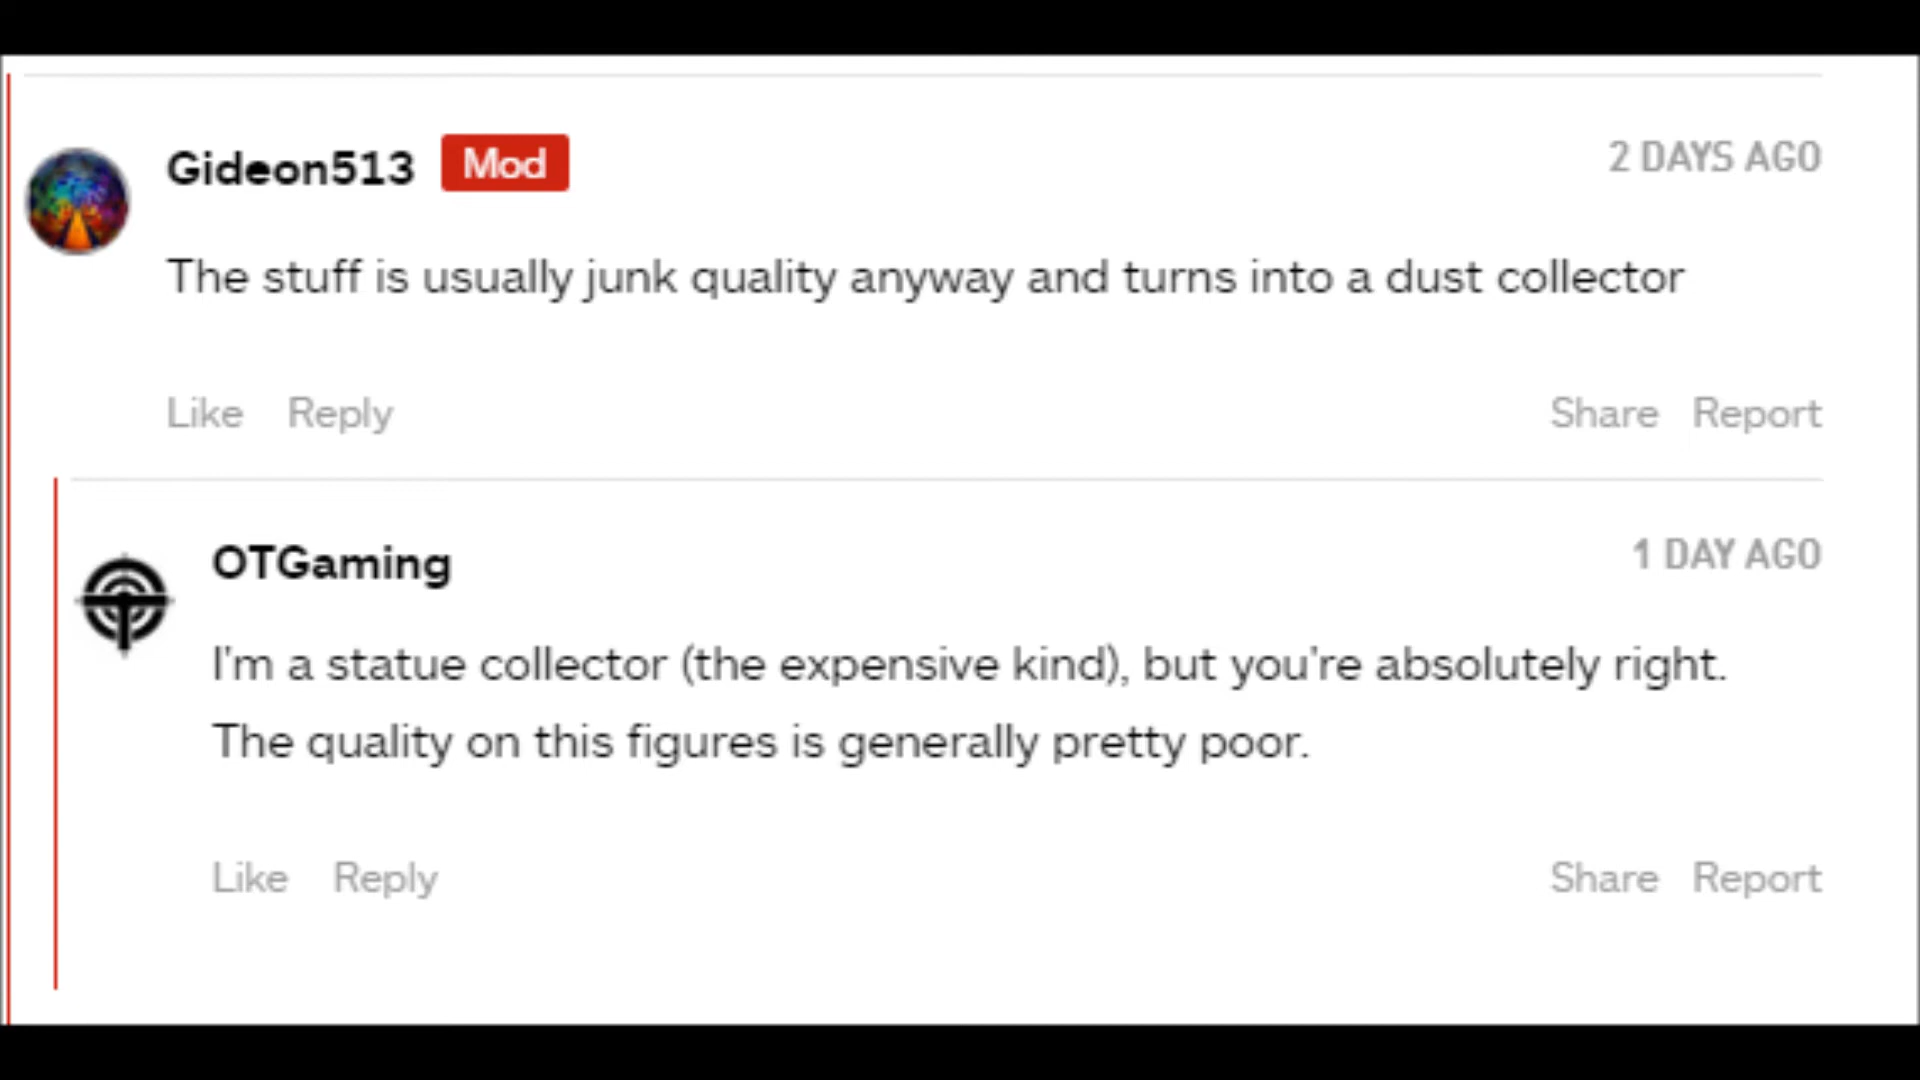 Gideon513 Mod 2 DAYS AGO
The stuff is usually junk quality anyway and turns into a dust collector
Like Reply Share Report
OTGaming 1 DAY AGO
I'm a statue collector (the expensive kind), but you're absolutely right.
The quality on this figures is generally pretty poor.
Like Reply Share Report